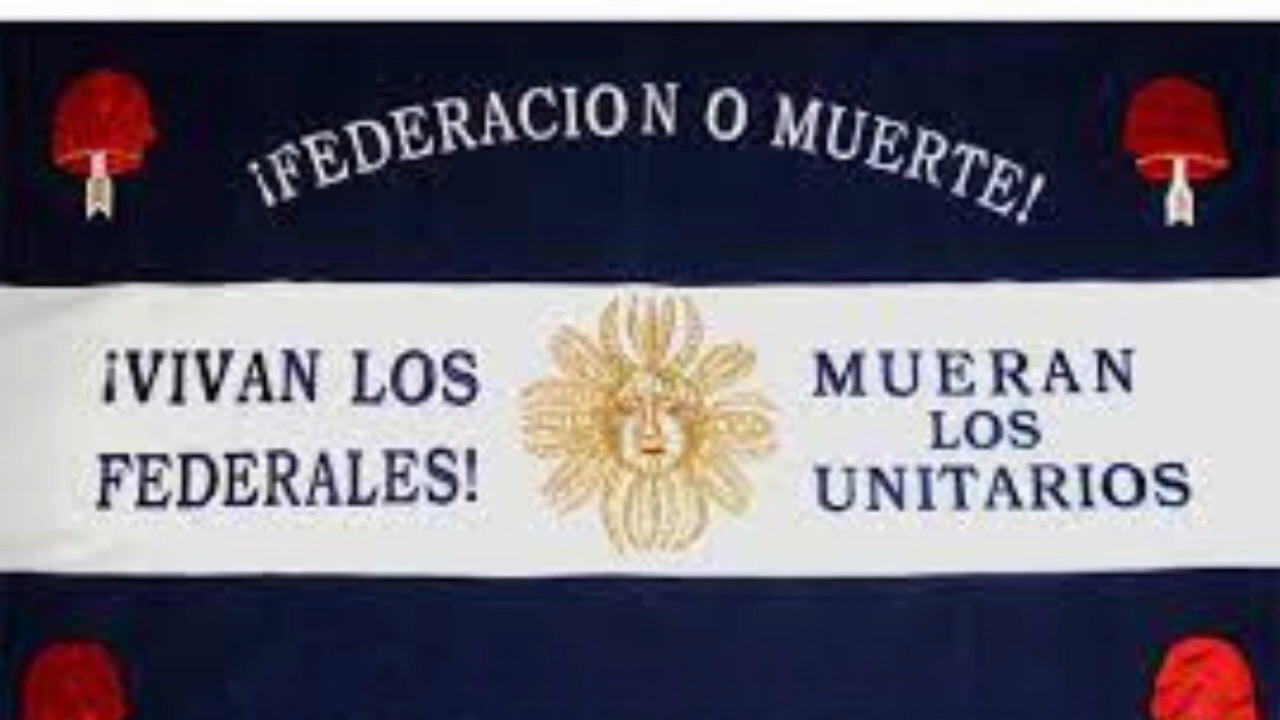 ¡FEDERACION O MUERTE!
¡VIVAN LOS
FEDERALES!
MUERAN
LOS
UNITARIOS